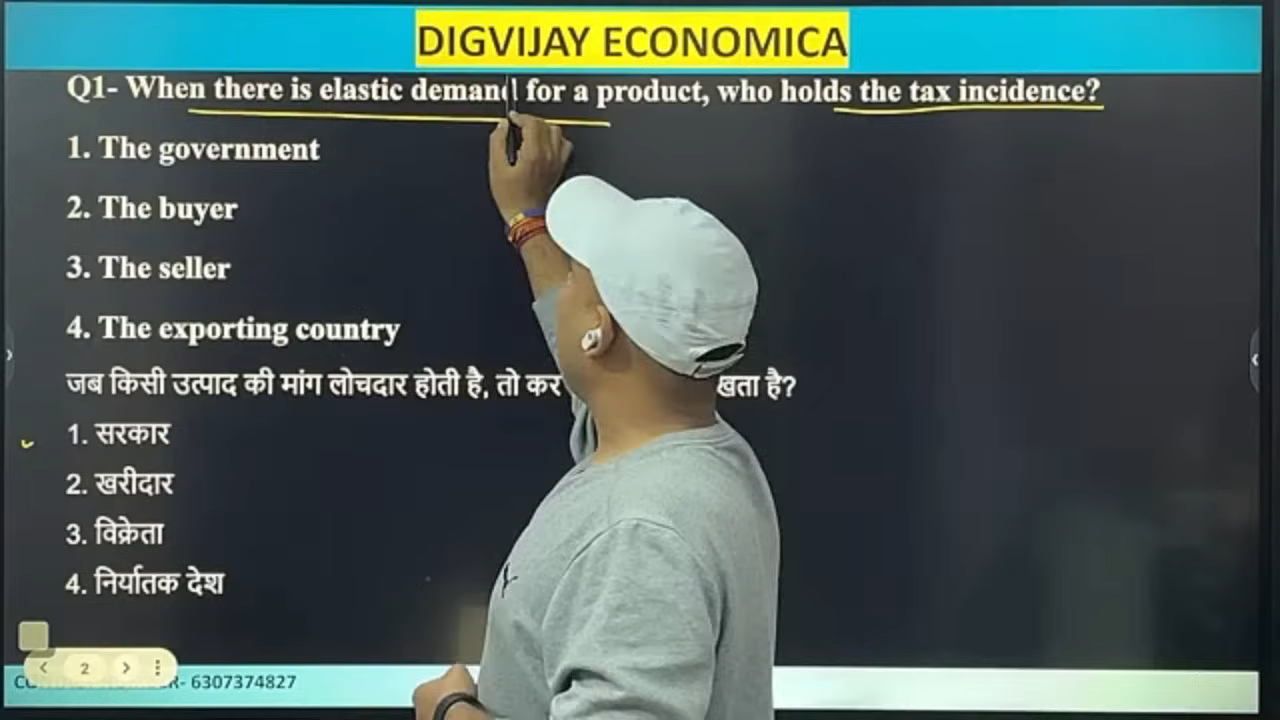 DIGVIJAY ECONOMICA
Q1- When there is elastic demand for a product, who holds the tax incidence?
1. The government
2. The buyer
3. The seller
4. The exporting country
जब किसी उत्पाद की मांग लोचदार होती है, तो कर है?
1. सरकार
2. खरीदार
3. विक्रेता
4. निर्यातक देश
2
6307374827